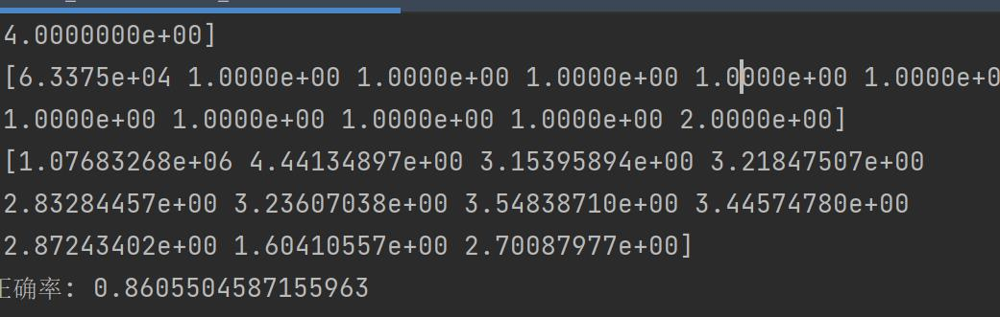 4.0000000e+00]
[6.3375e+04 1.0000e+00 1.0000e+00 1.0000e+00 1.0000e+00 1.0000e+0
1.0000e+00 1.0000e+00 1.0000e+00 1.0000e+00 2.0000e+00]
[1.07683268e+06 4.44134897e+00 3.15395894e+00 3.21847507e+00
2.83284457e+00 3.23607038e+00 3.54838710e+00 3.44574780e+00
2.87243402e+00 1.60410557e+00 2.70087977e+00]
正确率: 0.8605504587155963